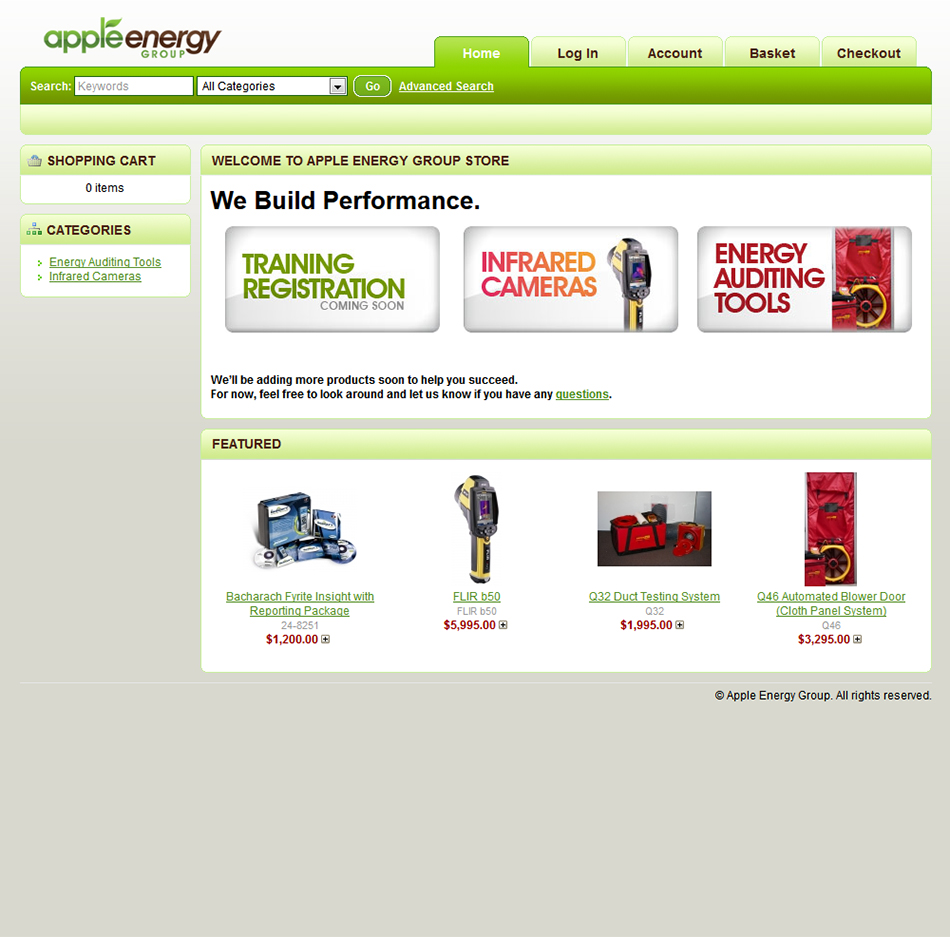 appleenergy
GROUP
Home
Log In
Account
Basket
Checkout
Search: Keywords All Categories Go Advanced Search
SHOPPING CART
0 items
CATEGORIES
Energy Auditing Tools
Infrared Cameras
WELCOME TO APPLE ENERGY GROUP STORE
We Build Performance.
TRAINING
REGISTRATION
COMING SOON
INFRARED
CAMERAS
ENERGY
AUDITING
TOOLS
We'll be adding more products soon to help you succeed.
For now, feel free to look around and let us know if you have any questions.
FEATURED
Bacharach Fyrite Insight with
Reporting Package
24-8251
$1,200.00
FLIR b50
FLIR b50
$5,995.00
Q32 Duct Testing System
Q32
$1,995.00
Q46 Automated Blower Door
(Cloth Panel System)
Q46
$3,295.00
© Apple Energy Group. All rights reserved.